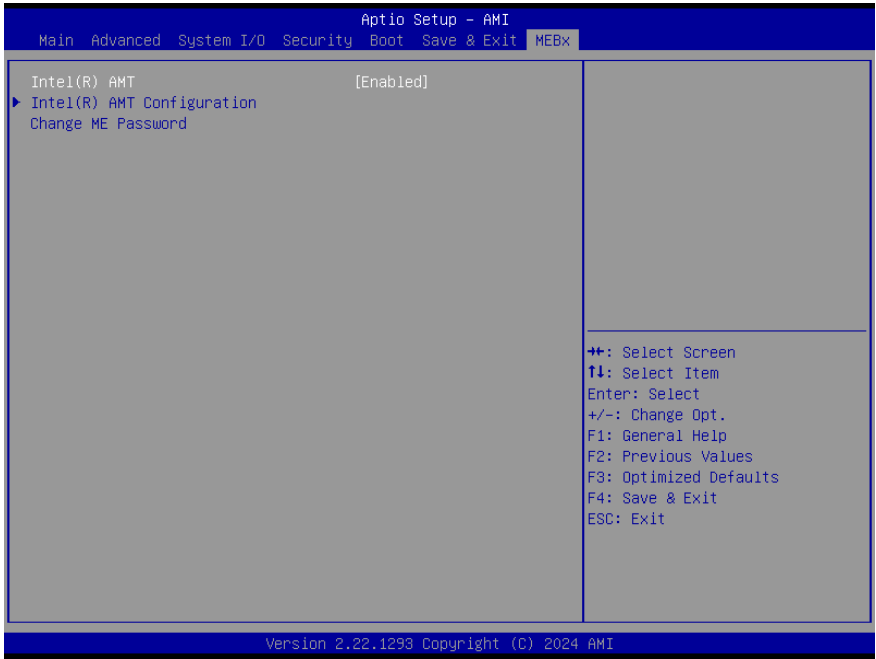 Aptio Setup – AMI
Main Advanced System I/O Security Boot Save & Exit MEBx
Intel(R) AMT [Enabled]
Intel(R) AMT Configuration
Change ME Password
→←: Select Screen
↑↓: Select Item
Enter: Select
+/-: Change Opt.
F1: General Help
F2: Previous Values
F3: Optimized Defaults
F4: Save & Exit
ESC: Exit
Version 2.22.1293 Copyright (C) 2024 AMI